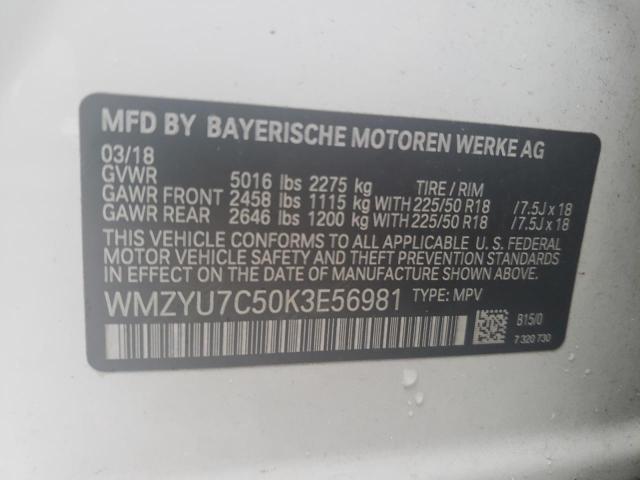 MFD BY BAYERISCHE MOTOREN WERKE AG
03/18
GVWR 5016 lbs 2275 kg TIRE / RIM
GAWR FRONT 2458 lbs 1115 kg WITH 225/50 R18 / 7.5J x 18
GAWR REAR 2646 lbs 1200 kg WITH 225/50 R18 / 7.5J x 18
THIS VEHICLE CONFORMS TO ALL APPLICABLE U. S. FEDERAL
MOTOR VEHICLE SAFETY AND THEFT PREVENTION
STANDARDS IN EFFECT ON THE DATE OF MANUFACTURE SHOWN ABOVE.
WMZYU7C50K3E56981 TYPE: MPV
B15/0
7 320 730